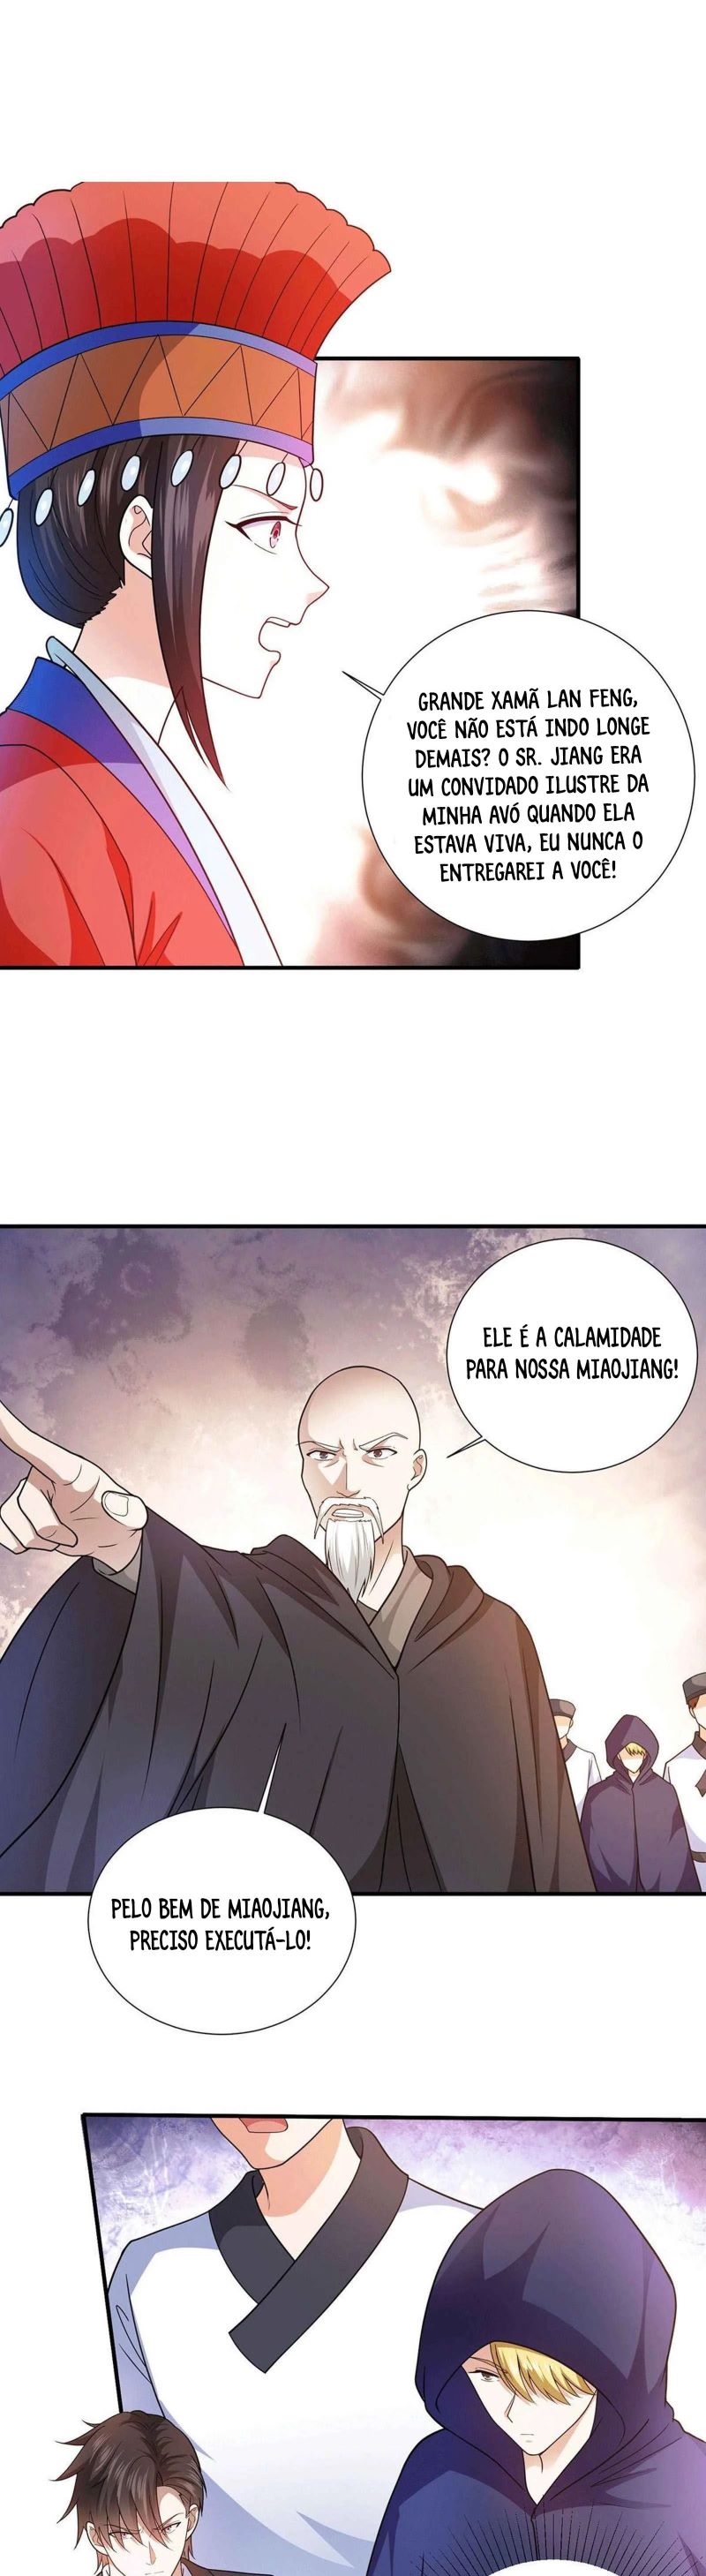 GRANDE XAMÃ LAN FENG,
VOCÊ NÃO ESTÁ INDO LONGE
DEMAIS? O SR. JIANG ERA
UM CONVIDADO ILUSTRE DA
MINHA AVÓ QUANDO ELA
ESTAVA VIVA, EU NUNCA O
ENTREGAREI A VOCÊ!
ELE É A CALAMIDADE
PARA NOSSA MIAOJIANG!
PELO BEM DE MIAOJIANG,
PRECISO EXECUTÁ-LO!